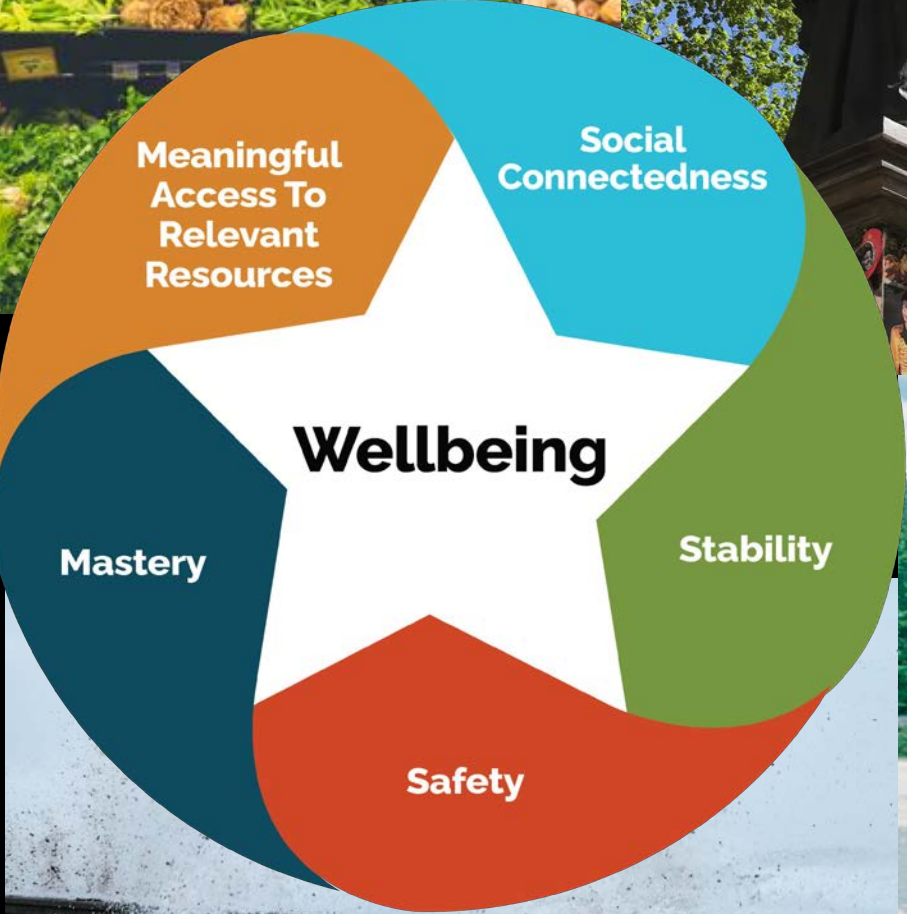 Social
Connectedness
Meaningful
Access To
Relevant
Resources
Wellbeing
Stability
Mastery
Safety